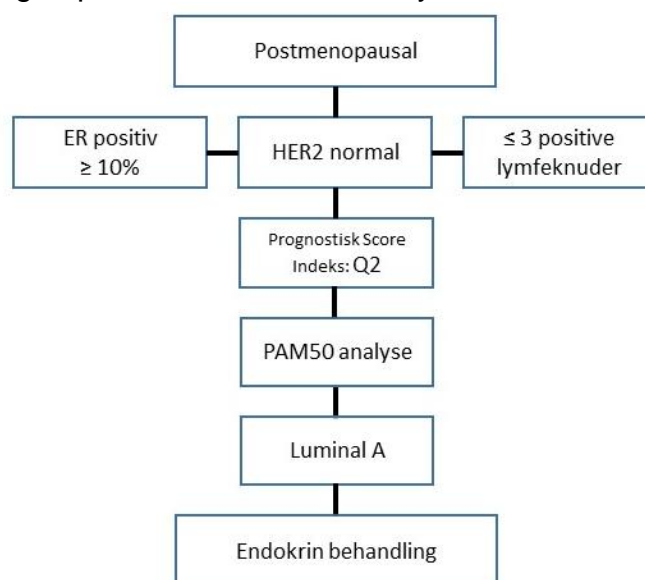 Postmenopausal
ER positiv
≥ 10%
HER2 normal
≤ 3 positive
lymfeknuder
Prognostisk Score
Indeks: Q2
PAM50 analyse
Luminal A
Endokrin behandling